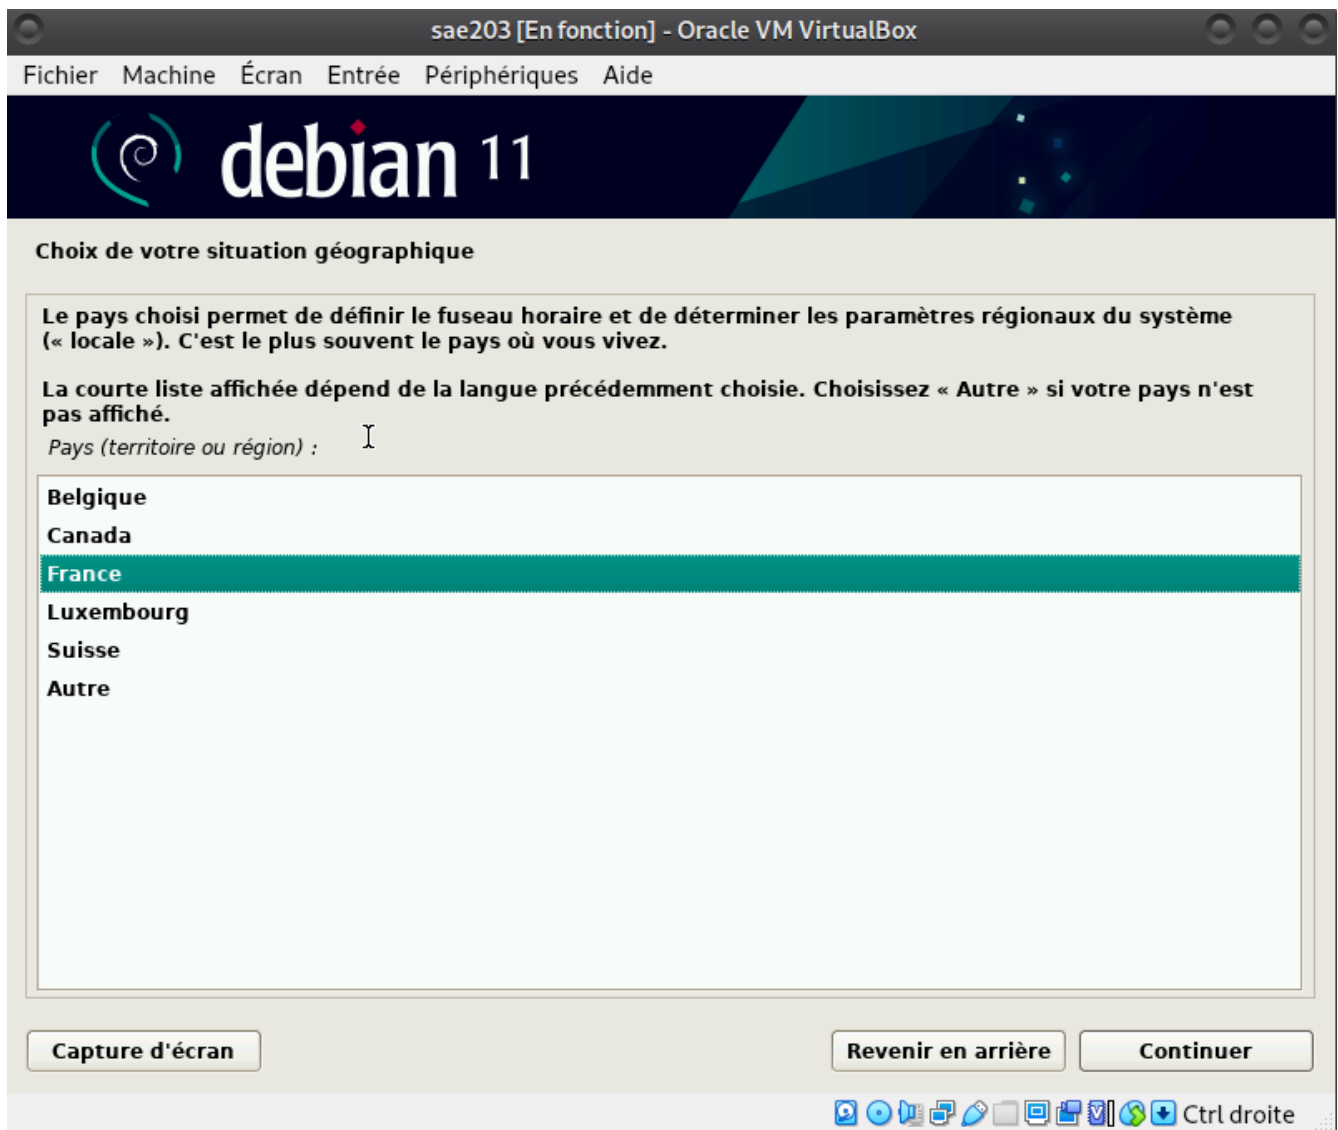 sae203 [En fonction] - Oracle VM VirtualBox
Fichier Machine Écran Entrée Périphériques Aide
debian 11
Choix de votre situation géographique
Le pays choisi permet de définir le fuseau horaire et de déterminer les paramètres régionaux du système
(« locale »). C'est le plus souvent le pays où vous vivez.
La courte liste affichée dépend de la langue précédemment choisie. Choisissez « Autre » si votre pays n'est
pas affiché.
Pays (territoire ou région) :
Belgique
Canada
France
Luxembourg
Suisse
Autre
Capture d'écran Revenir en arrière Continuer
Ctrl droite